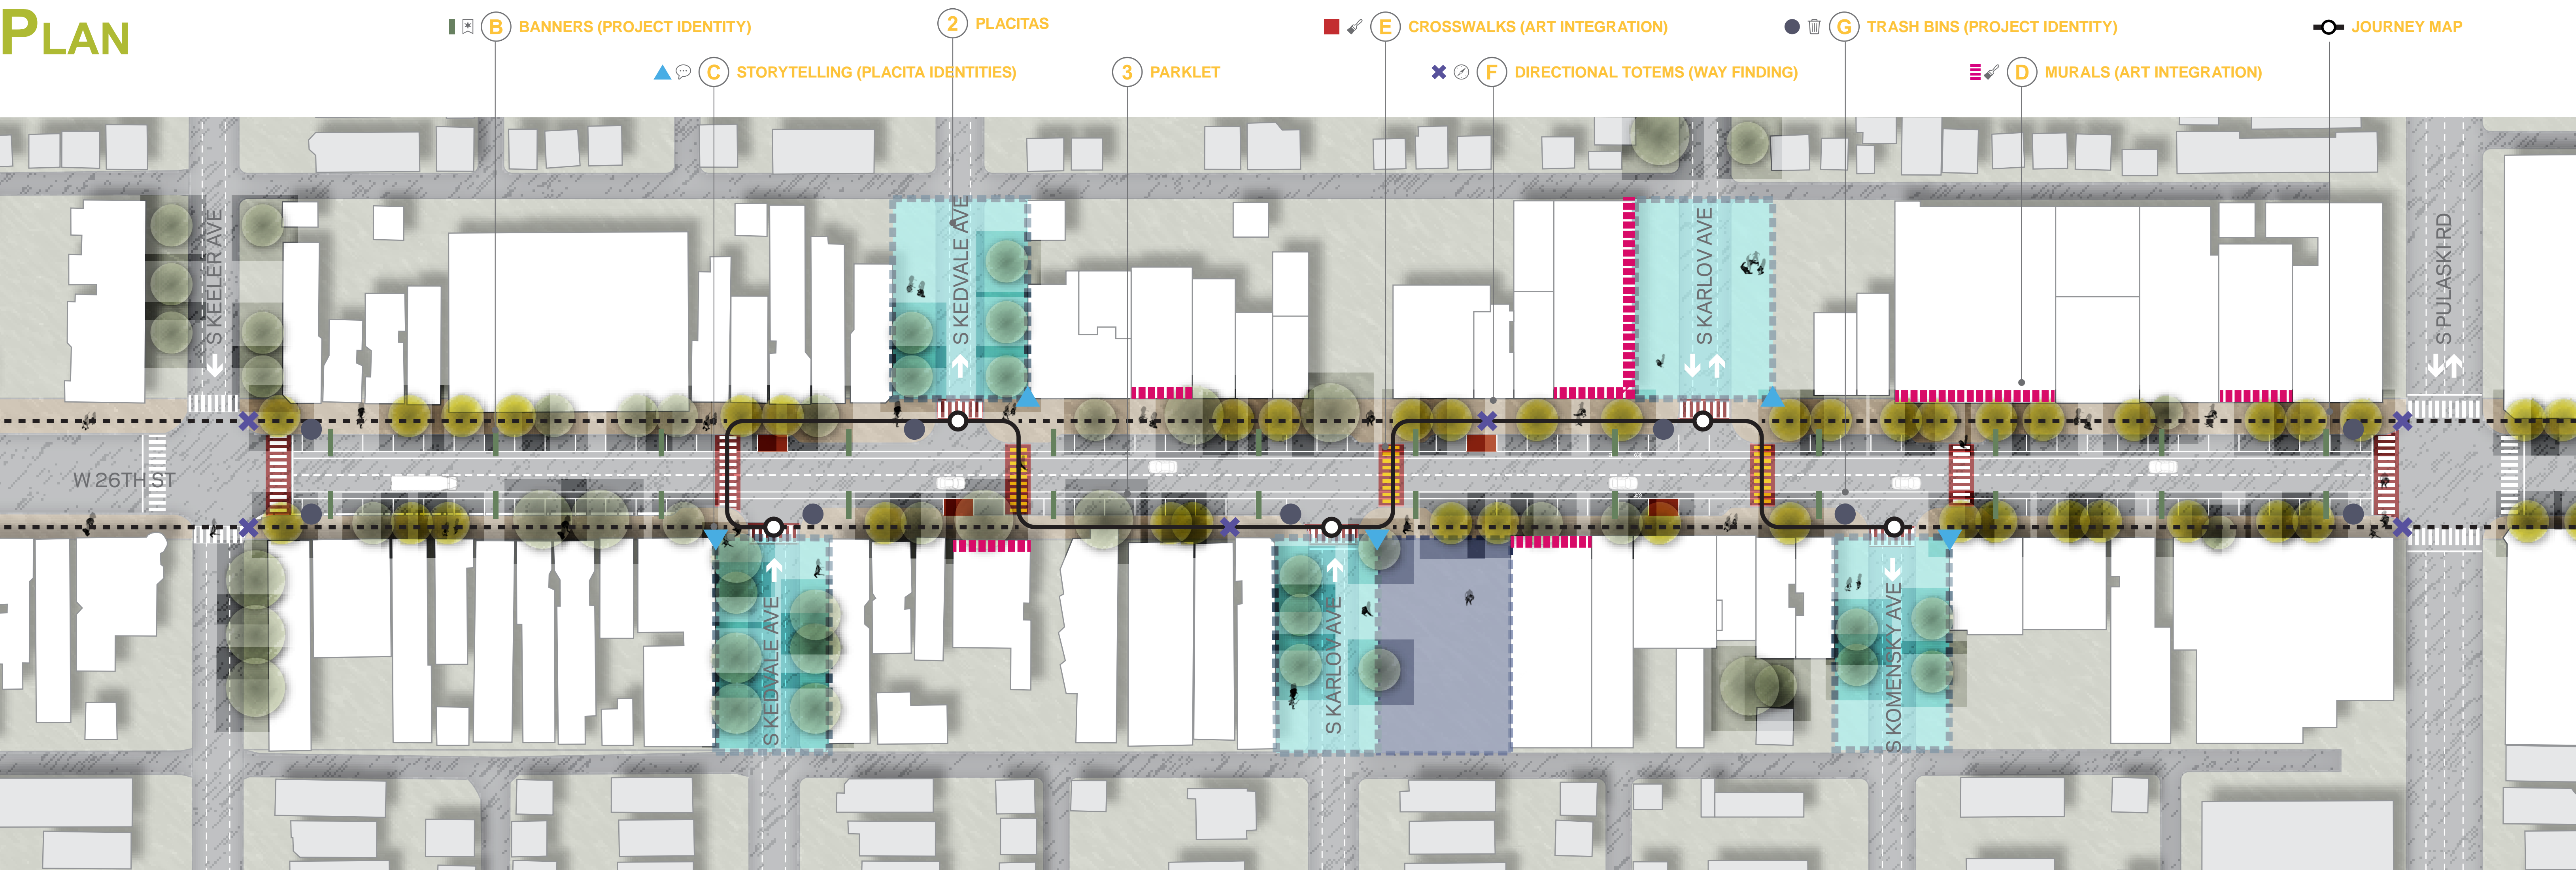 PLAN
B BANNERS (PROJECT IDENTITY)
2 PLACITAS
E CROSSWALKS (ART INTEGRATION)
G TRASH BINS (PROJECT IDENTITY)
JOURNEY MAP
C STORYTELLING (PLACITA IDENTITIES)
3 PARKLET
F DIRECTIONAL TOTEMS (WAY FINDING)
D MURALS (ART INTEGRATION)
S KEELER AVE
S KEDVALE AVE
S KARLOV AVE
S PULASKI RD
W 26TH ST
S KEDVALE AVE
S KARLOV AVE
S KOMENSKY AVE